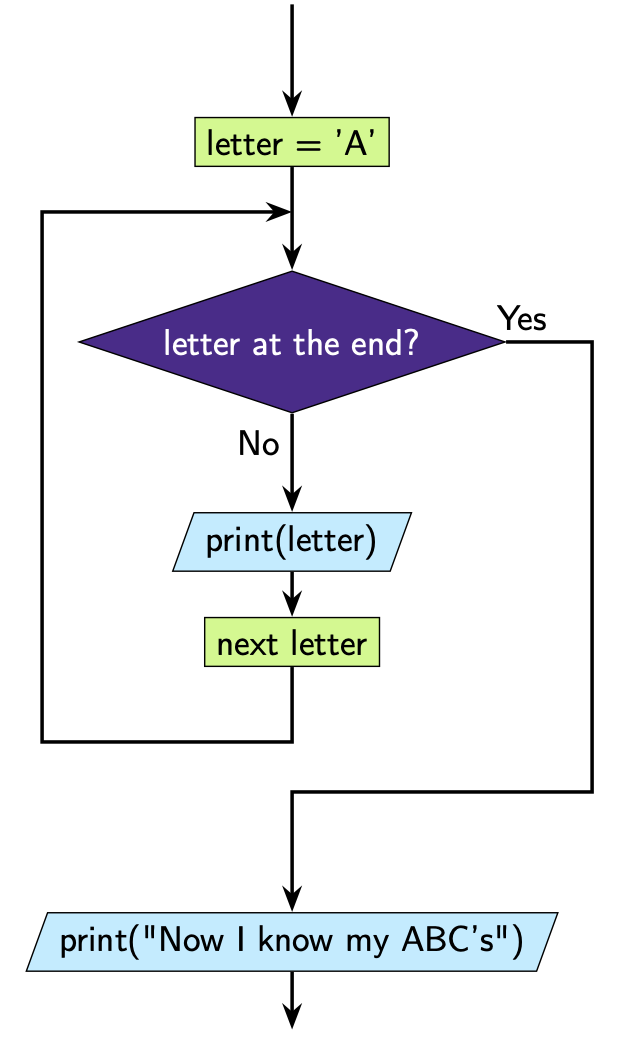 letter = 'A'
letter at the end?
Yes
No
print(letter)
next letter
print("Now I know my ABC's")